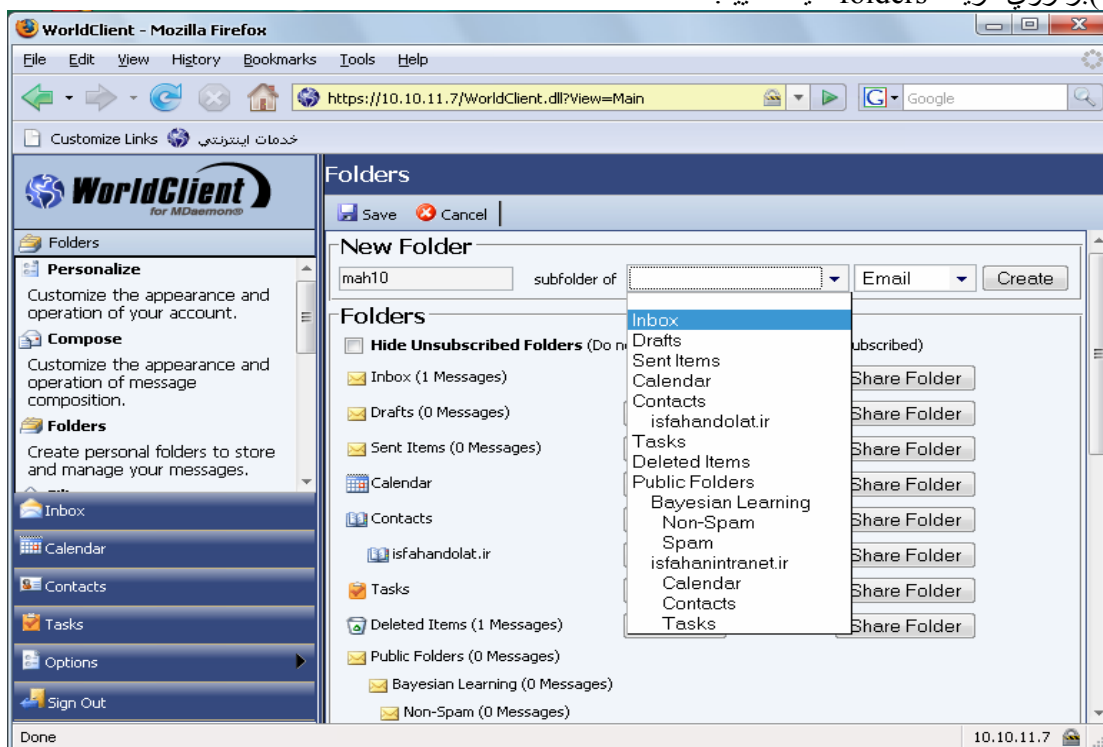 folders
WorldClient - Mozilla Firefox
File Edit View History Bookmarks Tools Help
https://10.10.11.7/WorldClient.dll?View=Main
G Google
Customize Links خدمات اينترنتي
WorldClient
for MDaemon®
Folders
Personalize
Customize the appearance and
operation of your account.
Compose
Customize the appearance and
operation of message
composition.
Folders
Create personal folders to store
and manage your messages.
Inbox
Calendar
Contacts
Tasks
Options
Sign Out
Folders
Save Cancel
New Folder
mah10 subfolder of Email Create
Inbox
Drafts
Sent Items
Calendar
Contacts
isfahandolat.ir
Tasks
Deleted Items
Public Folders
Bayesian Learning
Non-Spam
Spam
isfahanintranet.ir
Calendar
Contacts
Tasks
Folders
Hide Unsubscribed Folders (Do
Inbox (1 Messages) Share Folder
Drafts (0 Messages) Share Folder
Sent Items (0 Messages) Share Folder
Calendar Share Folder
Contacts Share Folder
isfahandolat.ir Share Folder
Tasks Share Folder
Deleted Items (1 Messages) Share Folder
Public Folders (0 Messages)
Bayesian Learning (0 Messages)
Non-Spam (0 Messages)
Done 10.10.11.7